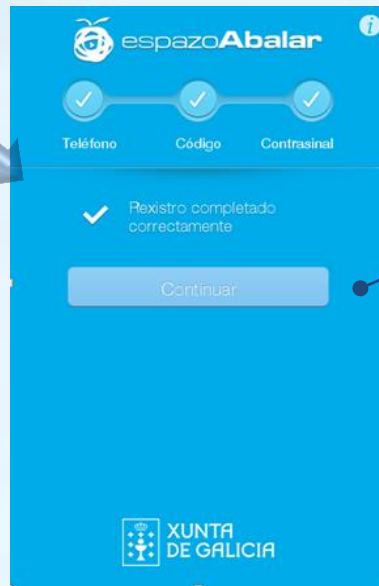 espazoAbalar
i
Teléfono Código Contrasinal
Rexistro completado
correctamente
Continuar
XUNTA
DE GALICIA